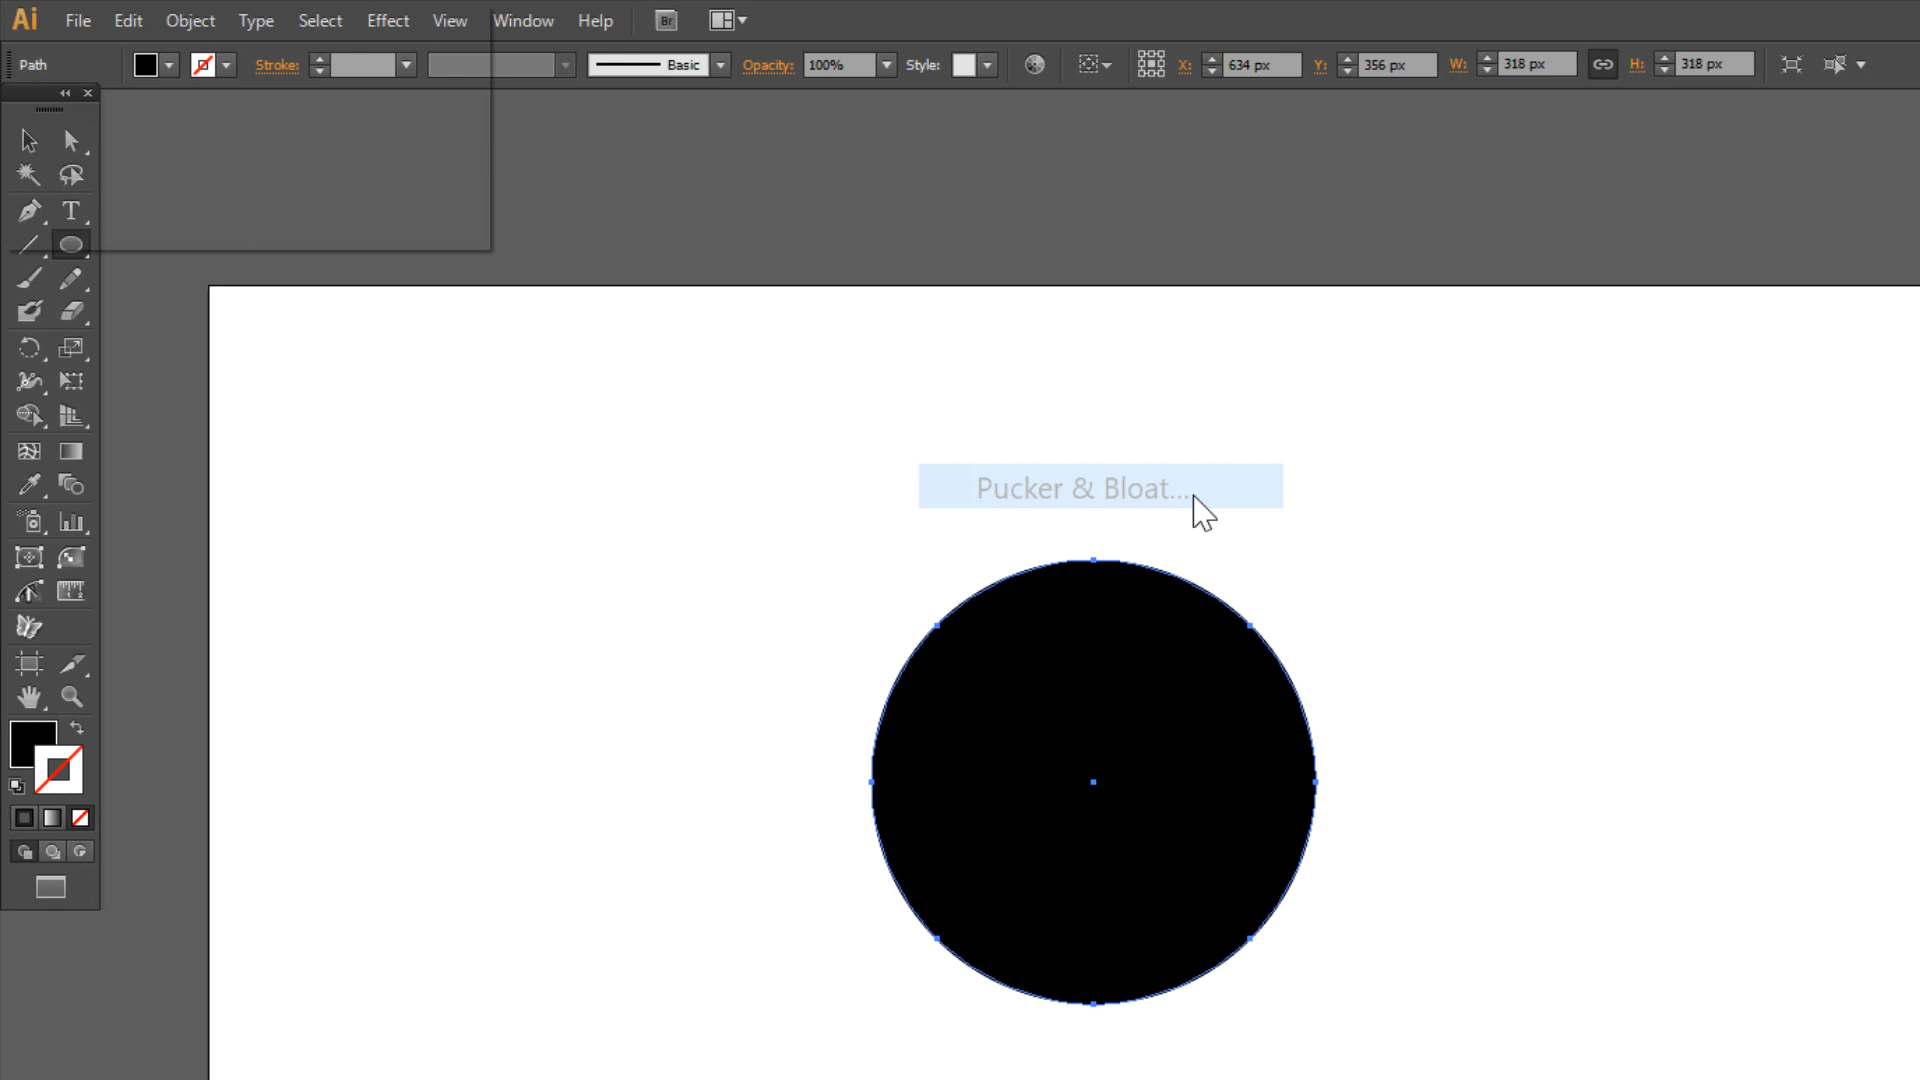 Ai File Edit Object Type Select Effect View Window Help Br
Path Stroke: Basic Opacity: 100% Style: X: 634 px Y: 356 px W: 318 px H: 318 px
T
Pucker & Bloat...